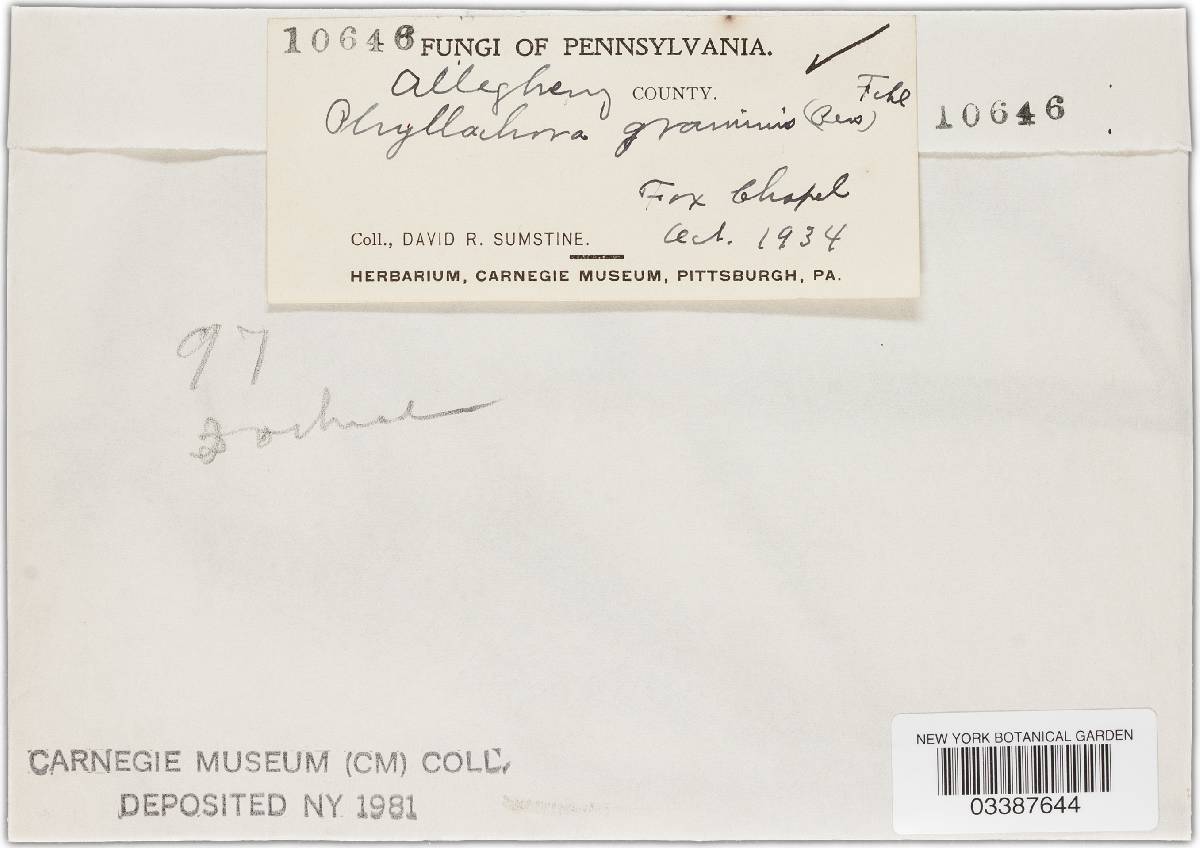 10646 FUNGI OF PENNSYLVANIA.
Allegheny COUNTY.
Phyllachora graminis (Pers) Fckl
10646
Fox Chapel
Coll., DAVID R. SUMSTINE. Oct. 1934
HERBARIUM, CARNEGIE MUSEUM, PITTSBURGH, PA.
97
CARNEGIE MUSEUM (CM) COLL,
DEPOSITED NY 1981
NEW YORK BOTANICAL GARDEN
03387644